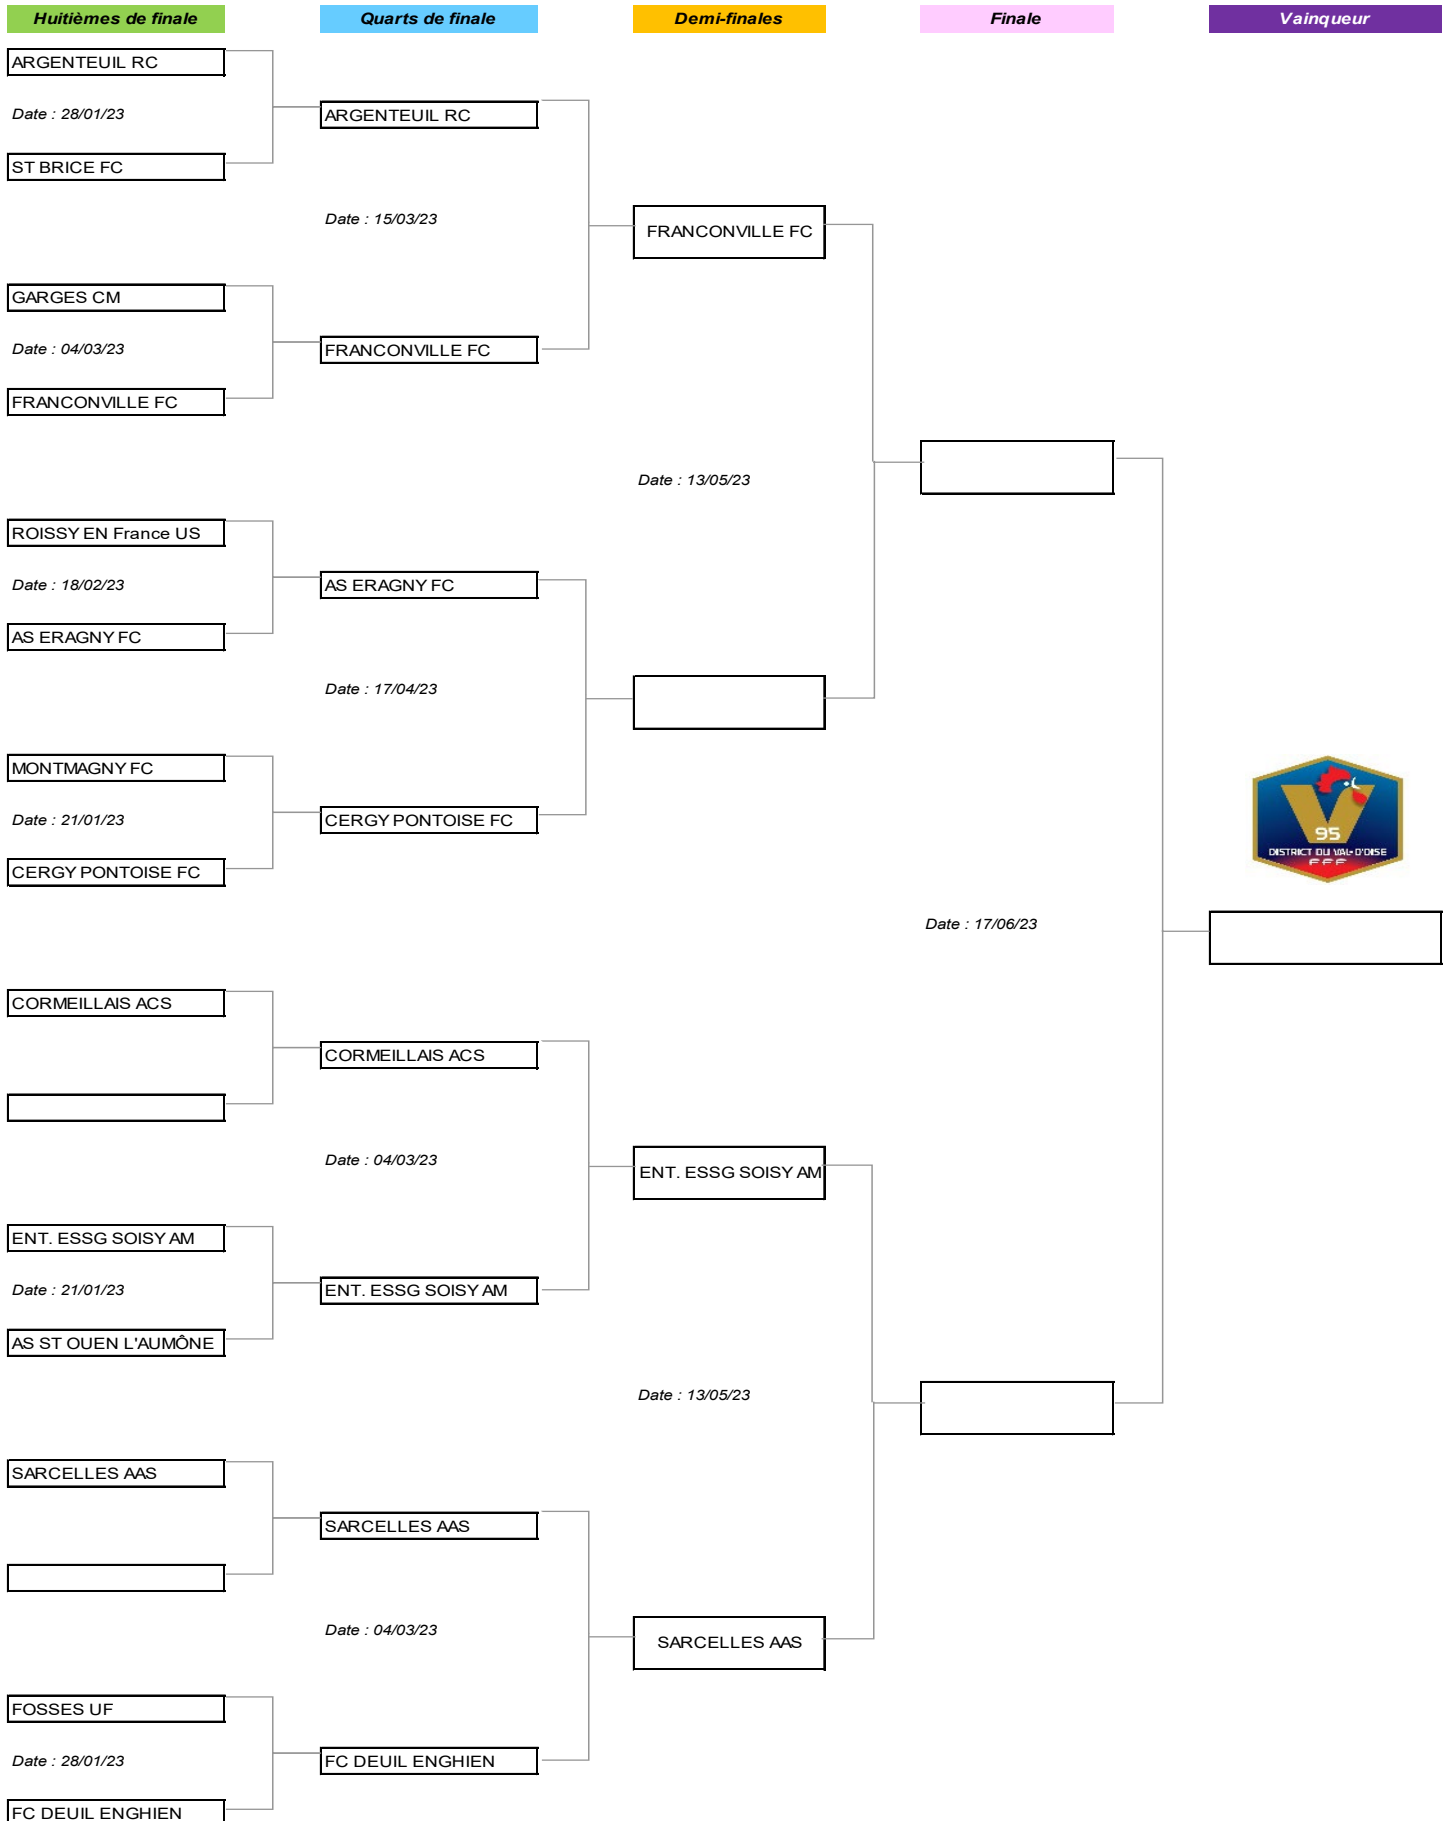 Huitièmes de finale
Quarts de finale
Demi-finales
Finale
Vainqueur
ARGENTEUIL RC
Date : 28/01/23
ARGENTEUIL RC
ST BRICE FC
Date : 15/03/23
FRANCONVILLE FC
GARGES CM
Date : 04/03/23
FRANCONVILLE FC
FRANCONVILLE FC
Date : 13/05/23
ROISSY EN France US
Date : 18/02/23
AS ERAGNY FC
AS ERAGNY FC
Date : 17/04/23
MONTMAGNY FC
Date : 21/01/23
CERGY PONTOISE FC
CERGY PONTOISE FC
V
95
DISTRICT DU VAL-D'OISE
FFF
Date : 17/06/23
CORMEILLAIS ACS
CORMEILLAIS ACS
Date : 04/03/23
ENT. ESSG SOISY AM
ENT. ESSG SOISY AM
Date : 21/01/23
ENT. ESSG SOISY AM
AS ST OUEN L'AUMÔNE
Date : 13/05/23
SARCELLES AAS
SARCELLES AAS
Date : 04/03/23
SARCELLES AAS
FOSSES UF
Date : 28/01/23
FC DEUIL ENGHIEN
FC DEUIL ENGHIEN